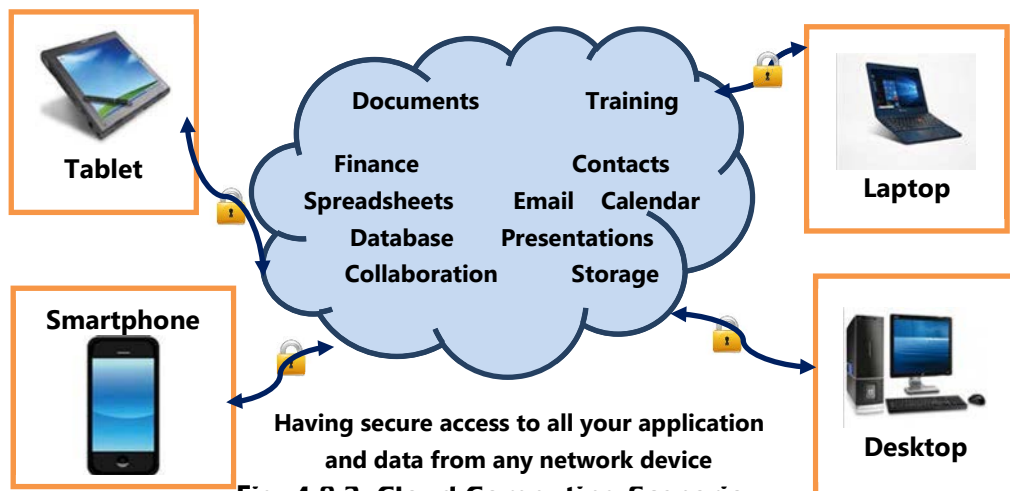 Documents Training
Tablet
Finance Contacts
Laptop
Spreadsheets Email Calendar
Database Presentations
Collaboration Storage
Smartphone
Having secure access to all your application
and data from any network device
Desktop